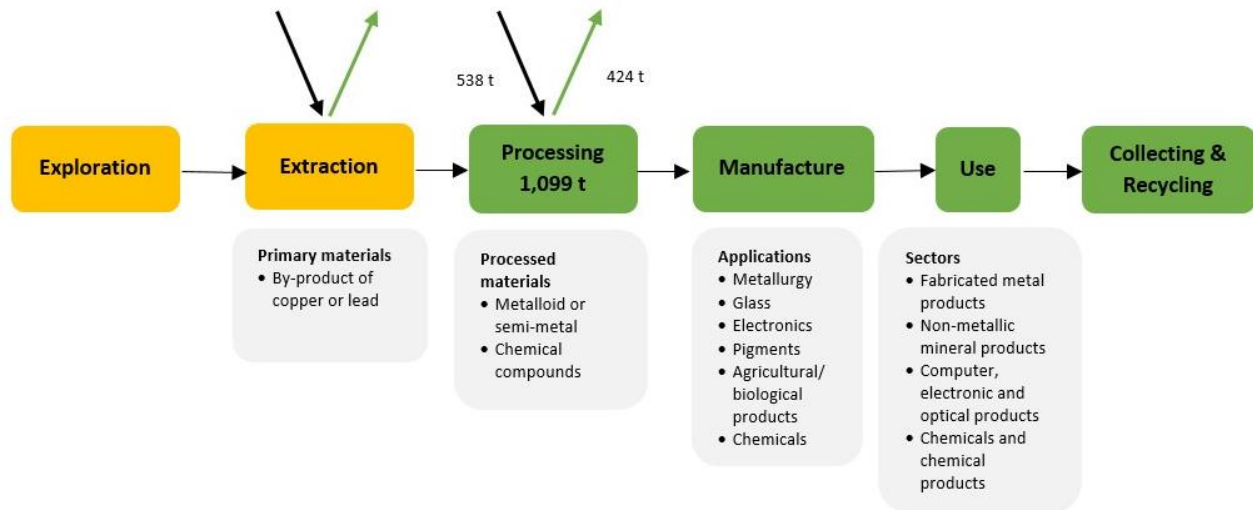 538 t
424 t
Exploration
Extraction
Processing
1,099 t
Manufacture
Use
Collecting &
Recycling
Primary materials
• By-product of
copper or lead
Processed
materials
• Metalloid or
semi-metal
• Chemical
compounds
Applications
• Metallurgy
• Glass
• Electronics
• Pigments
• Agricultural/
biological
products
• Chemicals
Sectors
• Fabricated metal
products
• Non-metallic
mineral products
• Computer,
electronic and
optical products
• Chemicals and
chemical
products